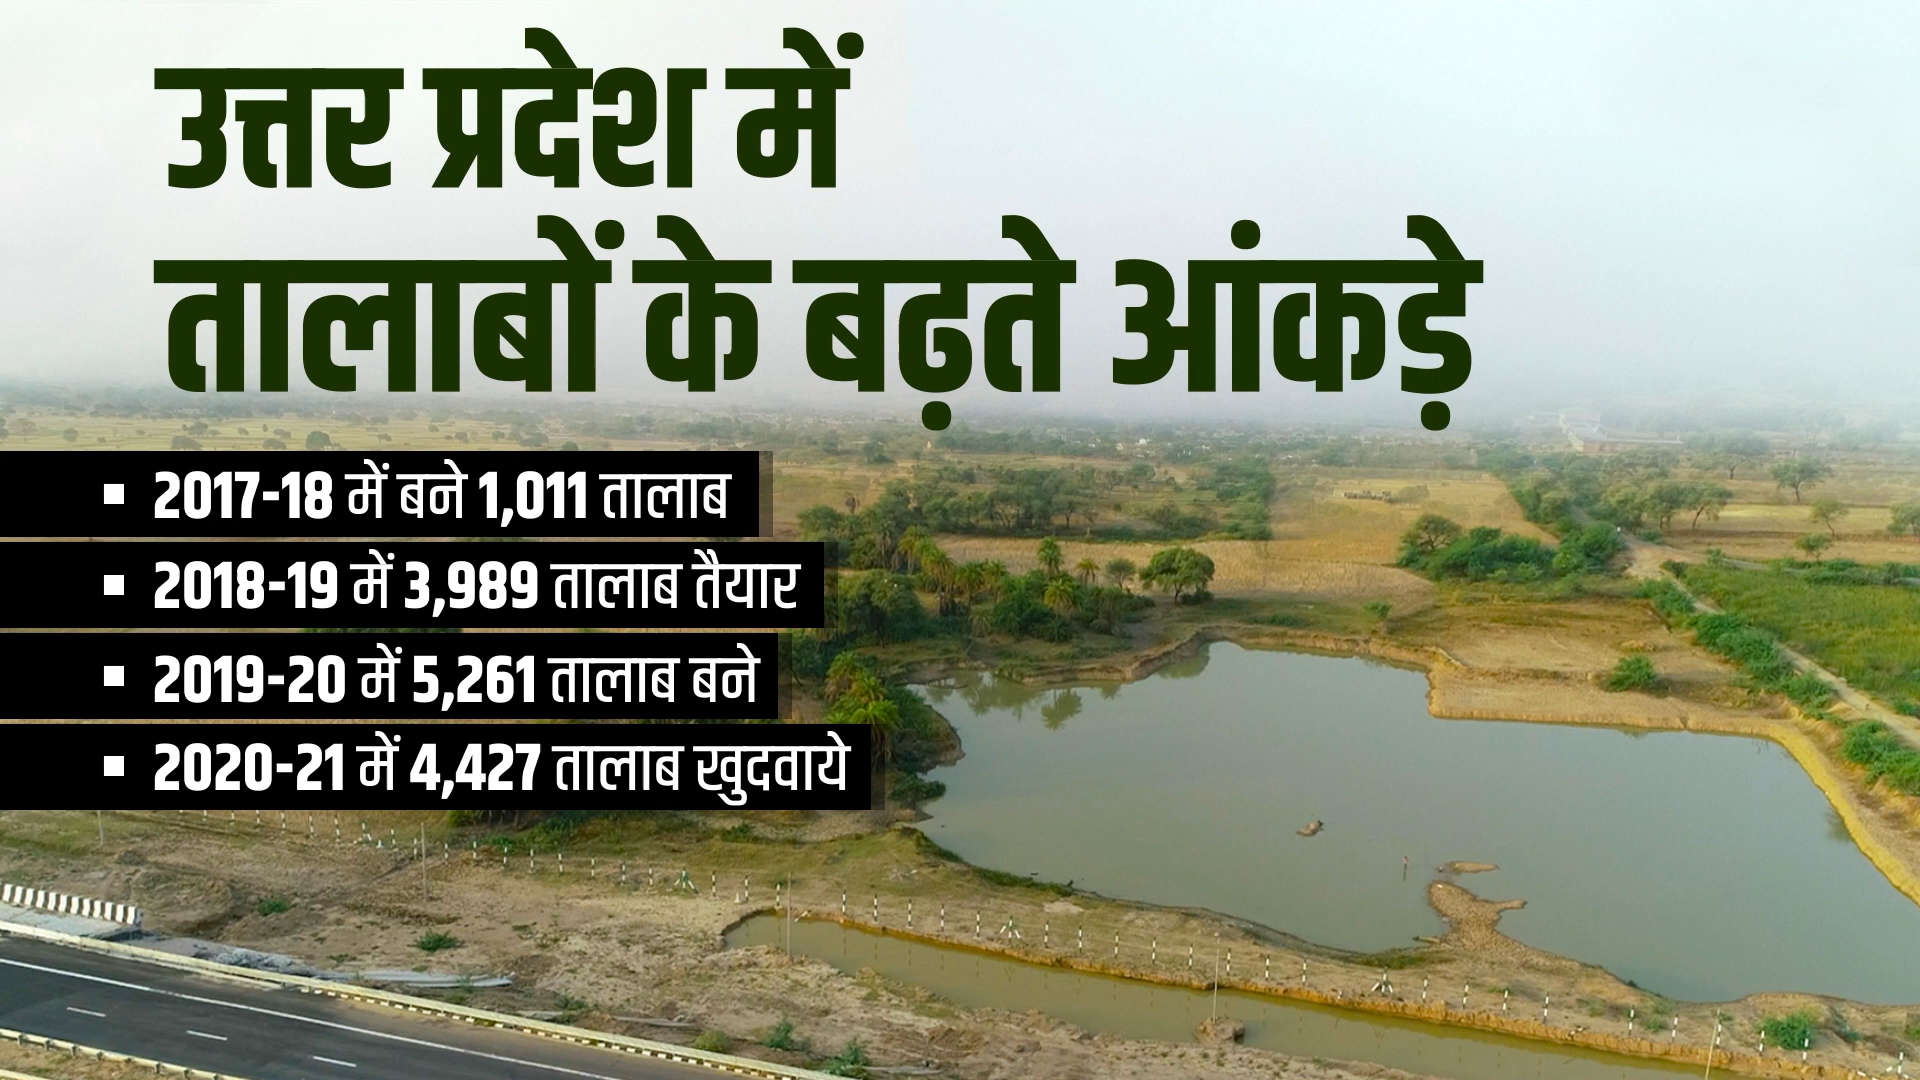 उत्तर प्रदेश में
तालाबों के बढ़ते आंकड़े
▪ 2017-18 में बने 1,011 तालाब
▪ 2018-19 में 3,989 तालाब तैयार
▪ 2019-20 में 5,261 तालाब बने
▪ 2020-21 में 4,427 तालाब खुदवाये